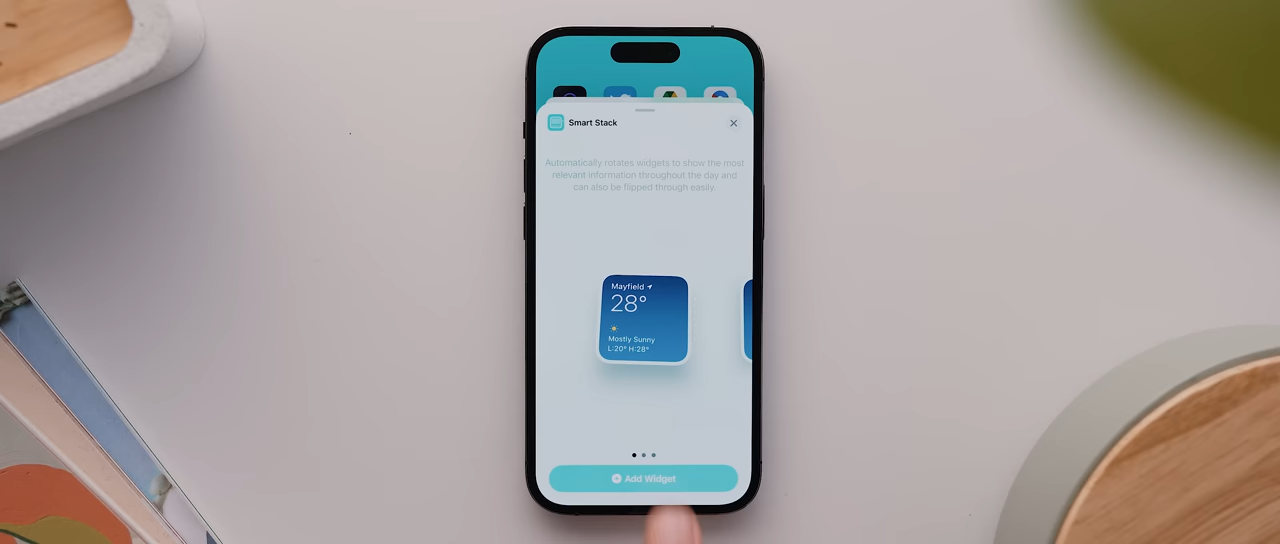 Smart Stack
Automatically rotates widgets to show the most
relevant information throughout the day and
can also be flipped through easily.
Mayfield
28°
Mostly Sunny
L:20° H:28°
Add Widget